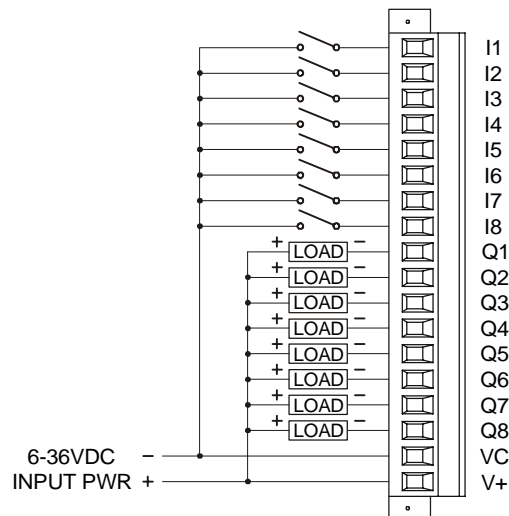 I1
I2
I3
I4
I5
I6
I7
I8
+ LOAD − Q1
+ LOAD − Q2
+ LOAD − Q3
+ LOAD − Q4
+ LOAD − Q5
+ LOAD − Q6
+ LOAD − Q7
+ LOAD − Q8
6-36VDC − VC
INPUT PWR + V+